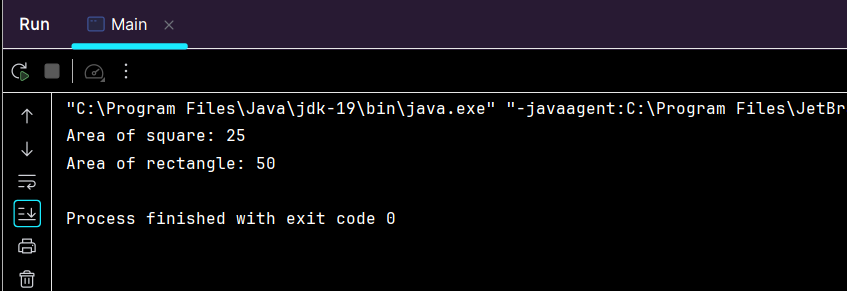 Run Main
"C:\Program Files\Java\jdk-19\bin\java.exe" "-javaagent:C:\Program Files\JetBr
Area of square: 25
Area of rectangle: 50
Process finished with exit code 0